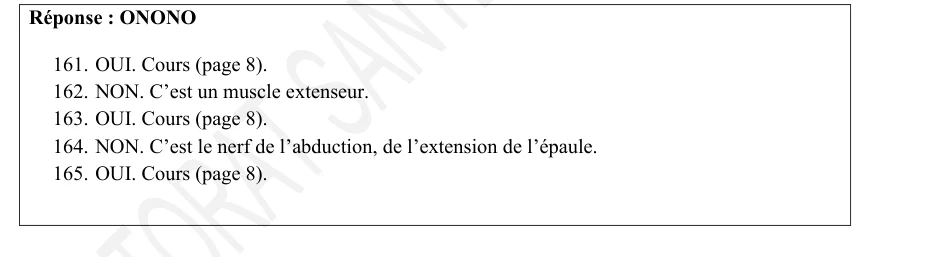 Réponse : ONONO
161. OUI. Cours (page 8).
162. NON. C’est un muscle extenseur.
163. OUI. Cours (page 8).
164. NON. C’est le nerf de l’abduction, de l’extension de l’épaule.
165. OUI. Cours (page 8).